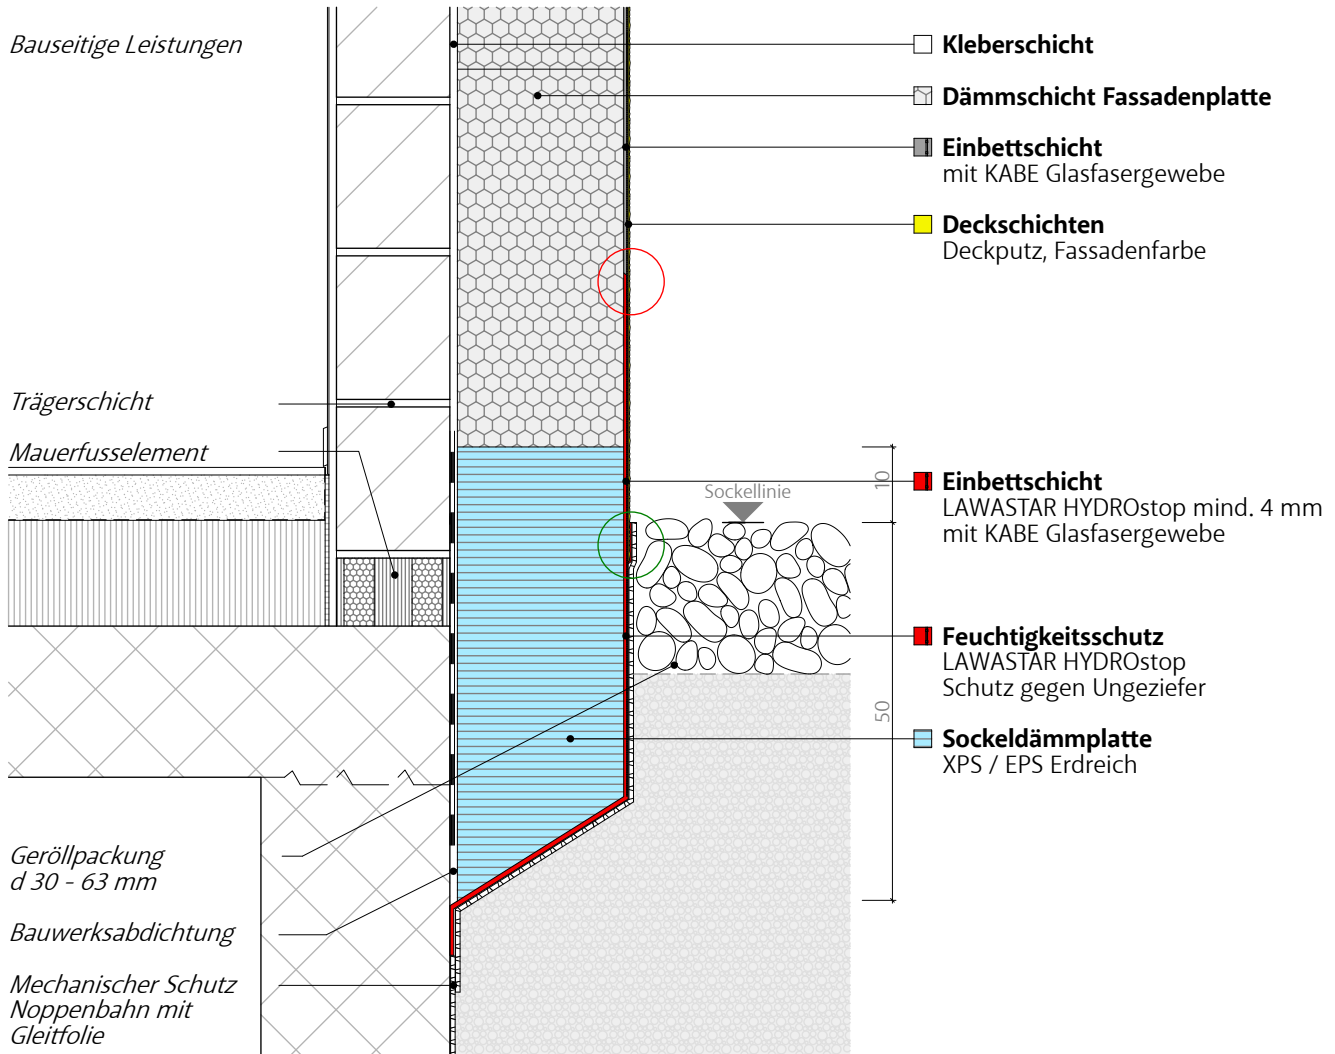 Bauseitige Leistungen
Kleberschicht
Dämmschicht Fassadenplatte
Einbettschicht
mit KABE Glasfasergewebe
Deckschichten
Deckputz, Fassadenfarbe
Trägerschicht
Mauerfusselement
Sockellinie
10
Einbettschicht
LAWASTAR HYDROstop mind. 4 mm
mit KABE Glasfasergewebe
Feuchtigkeitsschutz
LAWASTAR HYDROstop
Schutz gegen Ungeziefer
50
Sockeldämmplatte
XPS / EPS Erdreich
Geröllpackung
d 30 - 63 mm
Bauwerksabdichtung
Mechanischer Schutz
Noppenbahn mit
Gleitfolie